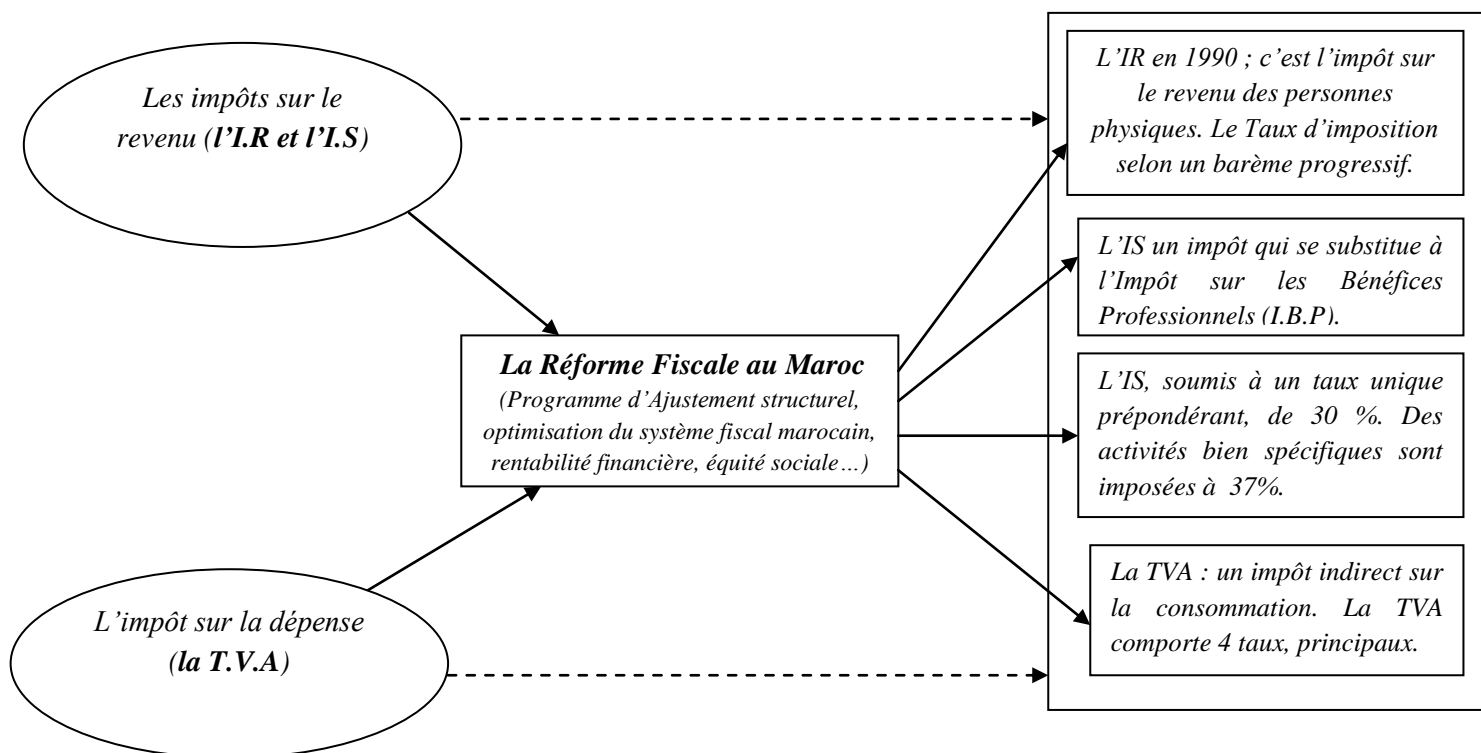 Les impôts sur le
revenu (l'I.R et l'I.S)
L'impôt sur la dépense
(la T.V.A)
La Réforme Fiscale au Maroc
(Programme d'Ajustement structurel,
optimisation du système fiscal marocain,
rentabilité financière, équité sociale…)
L'IR en 1990 ; c'est l'impôt sur
le revenu des personnes
physiques. Le Taux d'imposition
selon un barème progressif.
L'IS un impôt qui se substitue à
l'Impôt sur les Bénéfices
Professionnels (I.B.P).
L'IS, soumis à un taux unique
prépondérant, de 30 %. Des
activités bien spécifiques sont
imposées à 37%.
La TVA : un impôt indirect sur
la consommation. La TVA
comporte 4 taux, principaux.